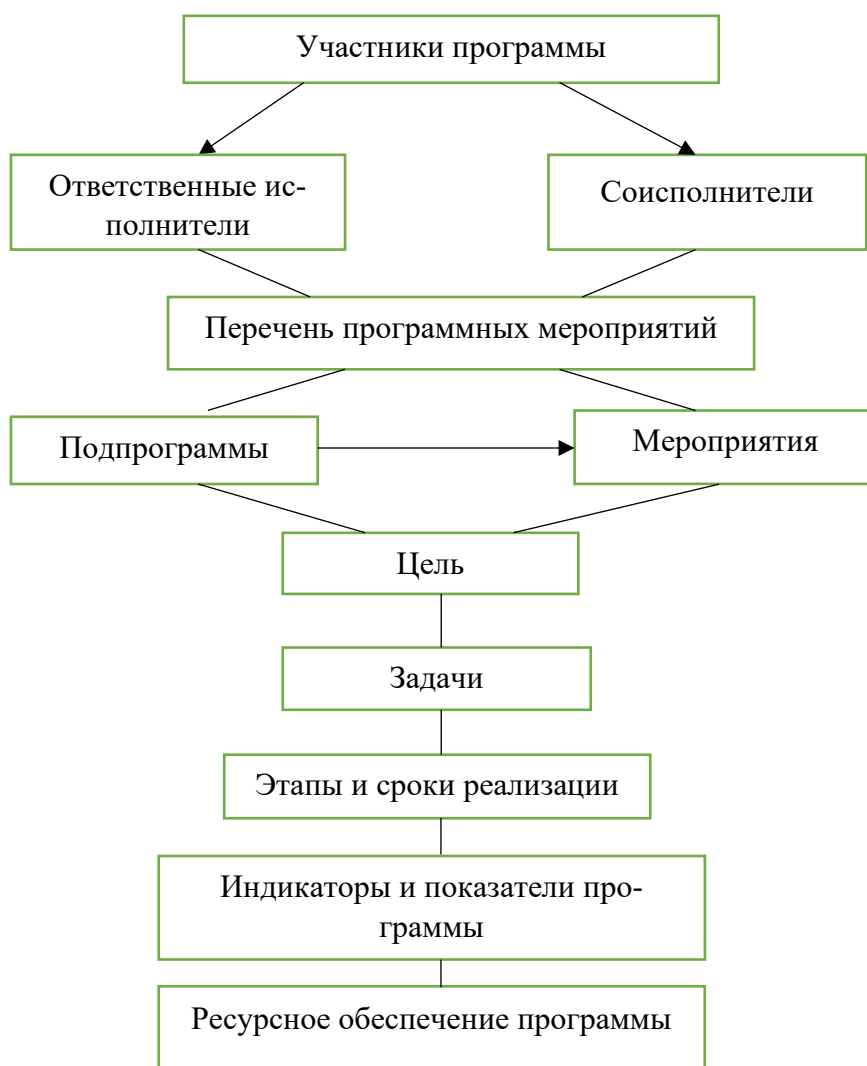 Участники программы
Ответственные ис-
полнители
Соисполнители
Перечень программных мероприятий
Подпрограммы
Мероприятия
Цель
Задачи
Этапы и сроки реализации
Индикаторы и показатели про-
граммы
Ресурсное обеспечение программы